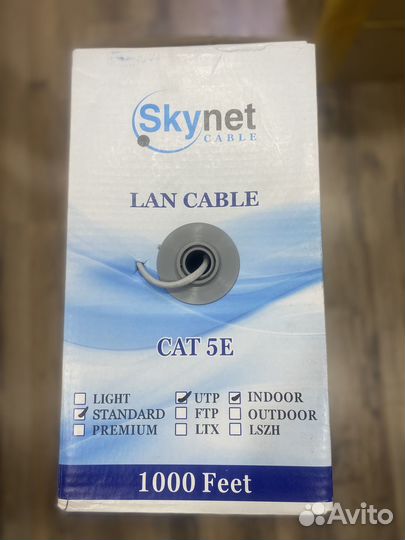 Skynet
CABLE
LAN CABLE
CAT 5E
LIGHT UTP INDOOR
STANDARD FTP OUTDOOR
PREMIUM LTX LSZH
1000 Feet
Avito